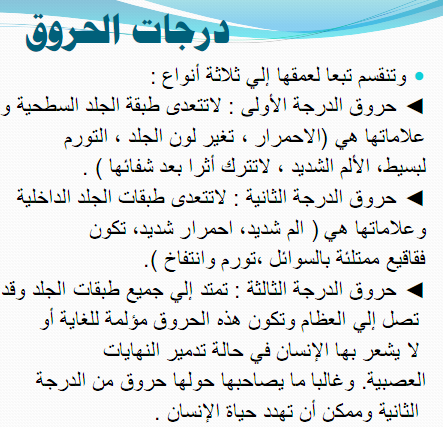 درجات الحروق
وتنقسم تبعا لعمقها إلي ثلاثة أنواع :
◄ حروق الدرجة الأولى : لاتتعدى طبقة الجلد السطحية و
علاماتها هي (الاحمرار ، تغير لون الجلد ، التورم
لبسيط، الألم الشديد ، لاتترك أثرا بعد شفائها ) .
◄ حروق الدرجة الثانية : لاتتعدى طبقات الجلد الداخلية
وعلاماتها هي ( الم شديد، احمرار شديد، تكون
فقاقيع ممتلئة بالسوائل ،تورم وانتفاخ ).
◄ حروق الدرجة الثالثة : تمتد إلي جميع طبقات الجلد وقد
تصل إلي العظام وتكون هذه الحروق مؤلمة للغاية أو
لا يشعر بها الإنسان في حالة تدمير النهايات
العصبية. وغالبا ما يصاحبها حولها حروق من الدرجة
الثانية وممكن أن تهدد حياة الإنسان .